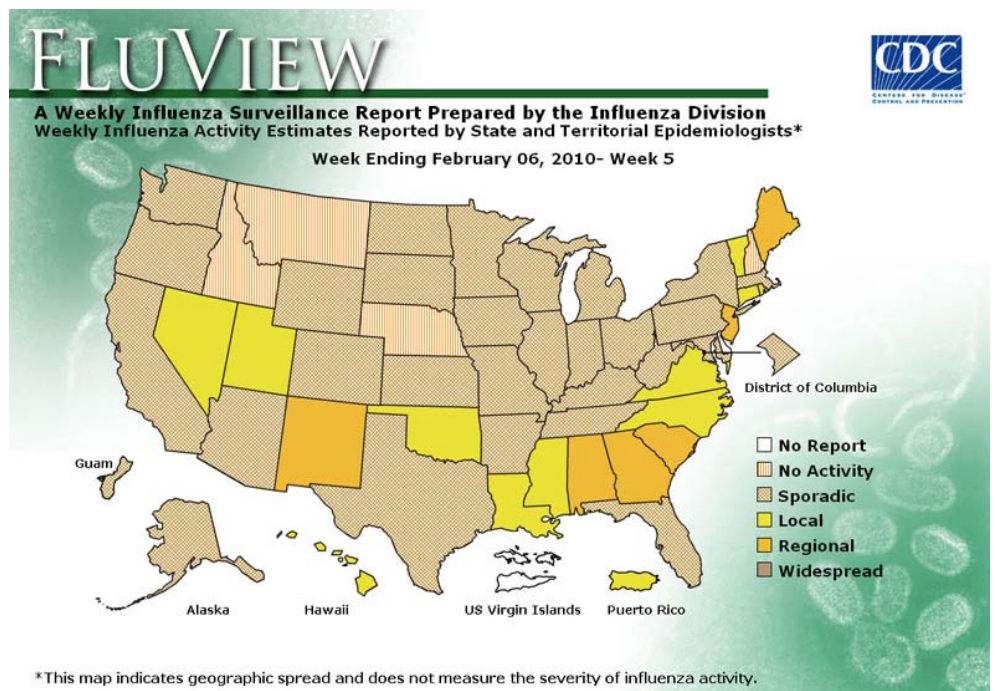 FLUVIEW
CDC
CENTERS FOR DISEASE
CONTROL AND PREVENTION
A Weekly Influenza Surveillance Report Prepared by the Influenza Division
Weekly Influenza Activity Estimates Reported by State and Territorial Epidemiologists*
Week Ending February 06, 2010- Week 5
District of Columbia
No Report
No Activity
Sporadic
Local
Regional
Widespread
Guam
Alaska
Hawaii
US Virgin Islands
Puerto Rico
*This map indicates geographic spread and does not measure the severity of influenza activity.